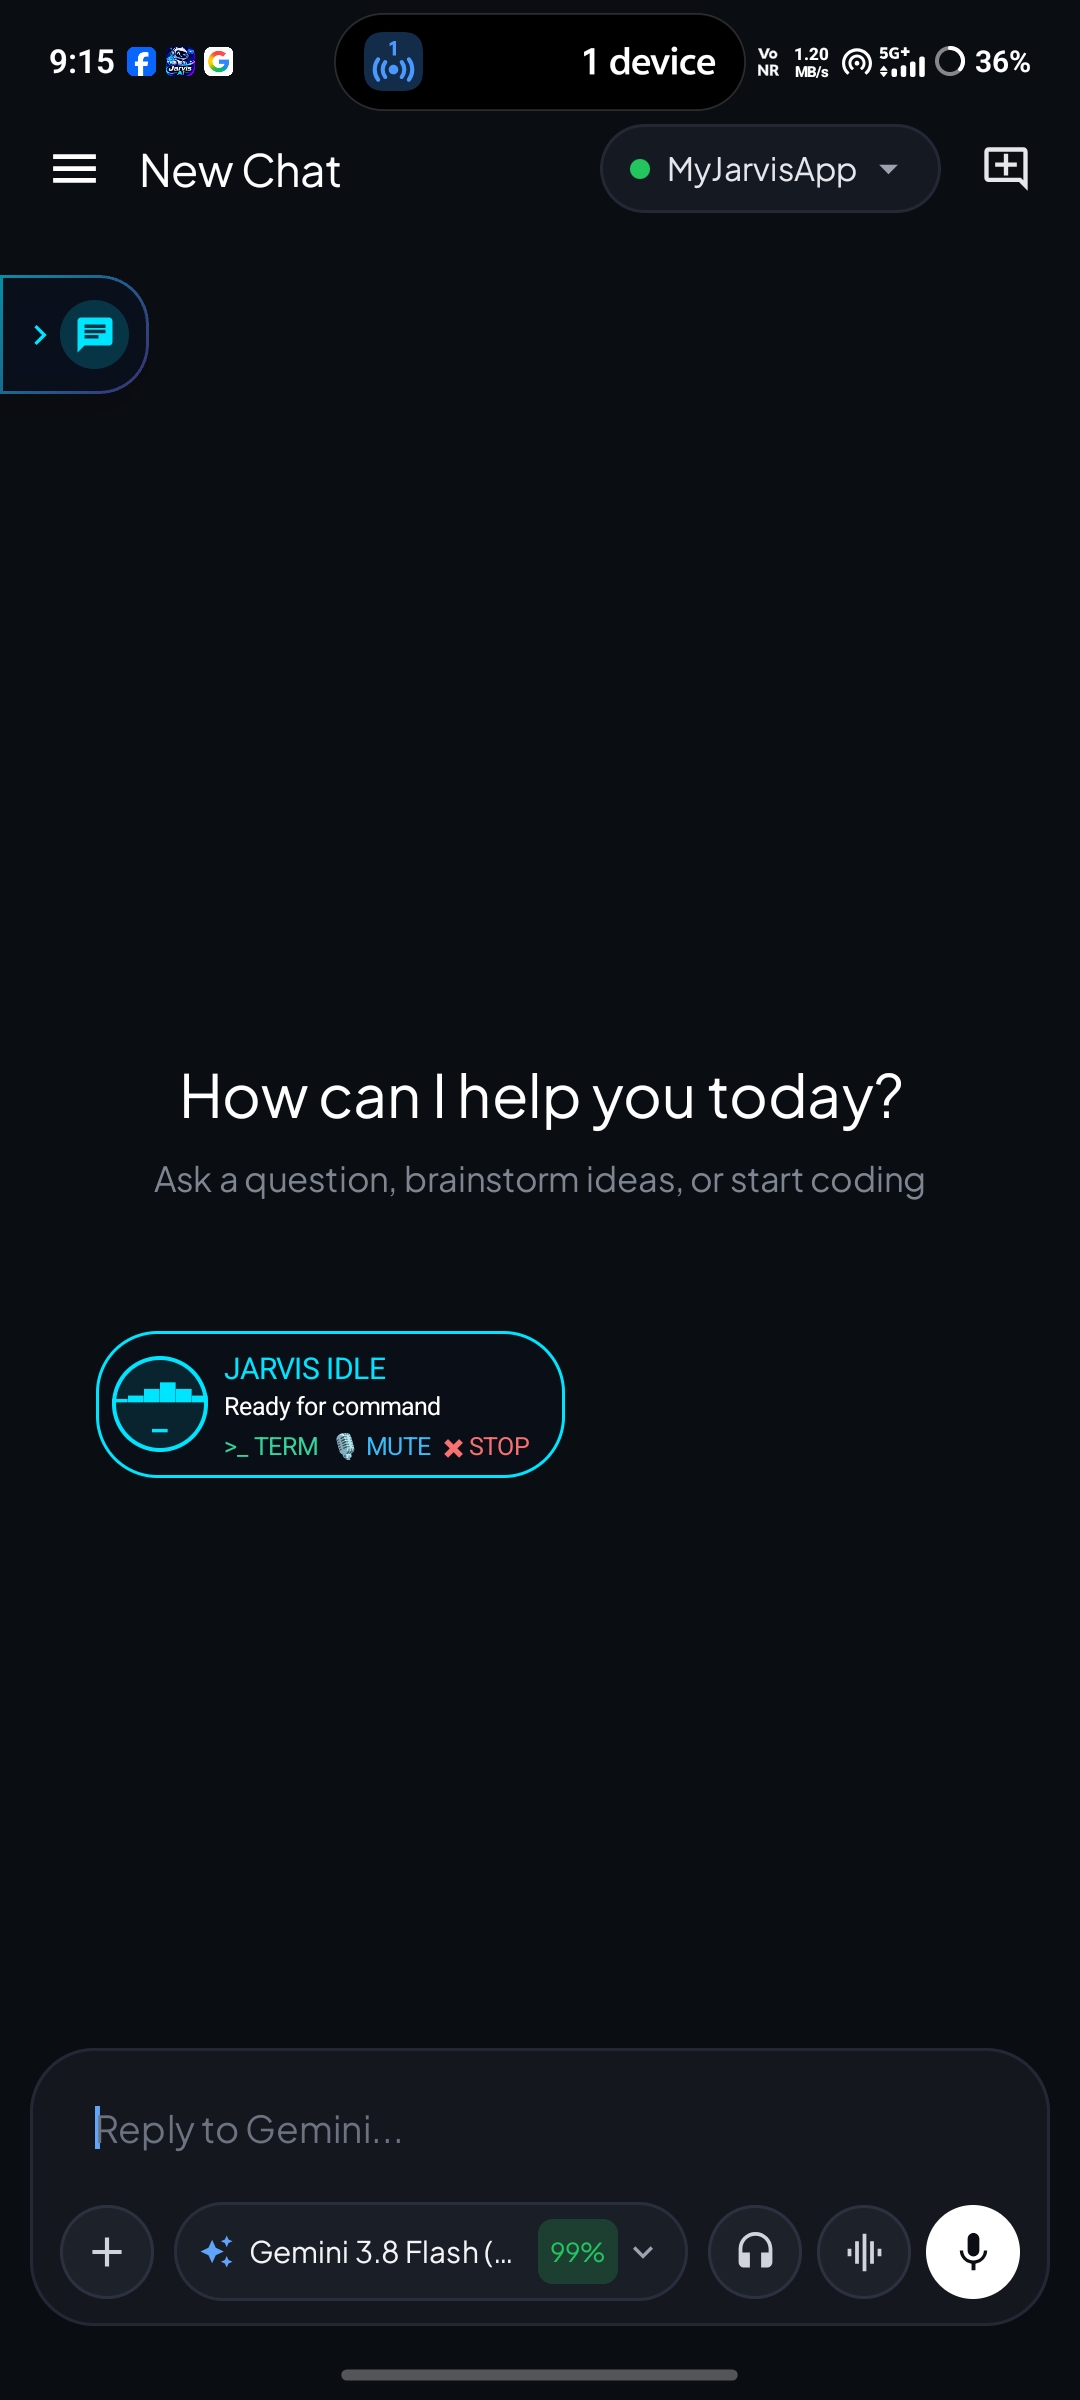 9:15
1
1 device
Vo
NR
1.20
MB/s
5G+
36%
New Chat
MyJarvisApp
How can I help you today?
Ask a question, brainstorm ideas, or start coding
JARVIS IDLE
Ready for command
>_ TERM 🎙️ MUTE ✖ STOP
Reply to Gemini...
Gemini 3.8 Flash (...
99%